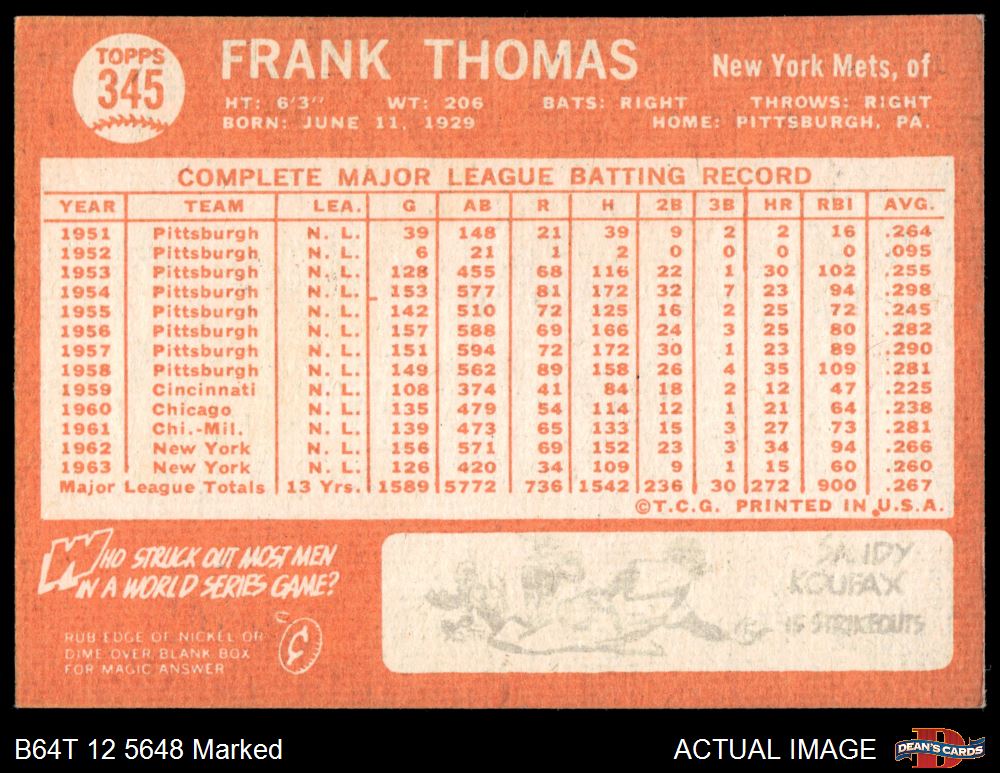 TOPPS
345
FRANK THOMAS
New York Mets, of
HT: 6'3" WT: 206 BATS: RIGHT THROWS: RIGHT
BORN: JUNE 11, 1929 HOME: PITTSBURGH, PA.
COMPLETE MAJOR LEAGUE BATTING RECORD
YEAR TEAM LEA. G AB R H 2B 3B HR RBI AVG.
1951 Pittsburgh N. L. 39 148 21 39 9 2 2 16 .264
1952 Pittsburgh N. L. 6 21 1 2 0 0 0 0 .095
1953 Pittsburgh N. L. 128 455 68 116 22 1 30 102 .255
1954 Pittsburgh N. L. 153 577 81 172 32 7 23 94 .298
1955 Pittsburgh N. L. 142 510 72 125 16 2 25 72 .245
1956 Pittsburgh N. L. 157 588 69 166 24 3 25 80 .282
1957 Pittsburgh N. L. 151 594 72 172 30 1 23 89 .290
1958 Pittsburgh N. L. 149 562 89 158 26 4 35 109 .281
1959 Cincinnati N. L. 108 374 41 84 18 2 12 47 .225
1960 Chicago N. L. 135 479 54 114 12 1 21 64 .238
1961 Chi.-Mil. N. L. 139 473 65 133 15 3 27 73 .281
1962 New York N. L. 156 571 69 152 23 3 34 94 .266
1963 New York N. L. 126 420 34 109 9 1 15 60 .260
Major League Totals 13 Yrs. 1589 5772 736 1542 236 30 272 900 .267
©T.C.G. PRINTED IN U.S.A.
WHO STRUCK OUT MOST MEN
IN A WORLD SERIES GAME?
RUB EDGE OF NICKEL OR
DIME OVER BLANK BOX
FOR MAGIC ANSWER
SANDY
KOUFAX
15 STRIKEOUTS
B64T 12 5648 Marked
ACTUAL IMAGE
DEAN'S CARDS